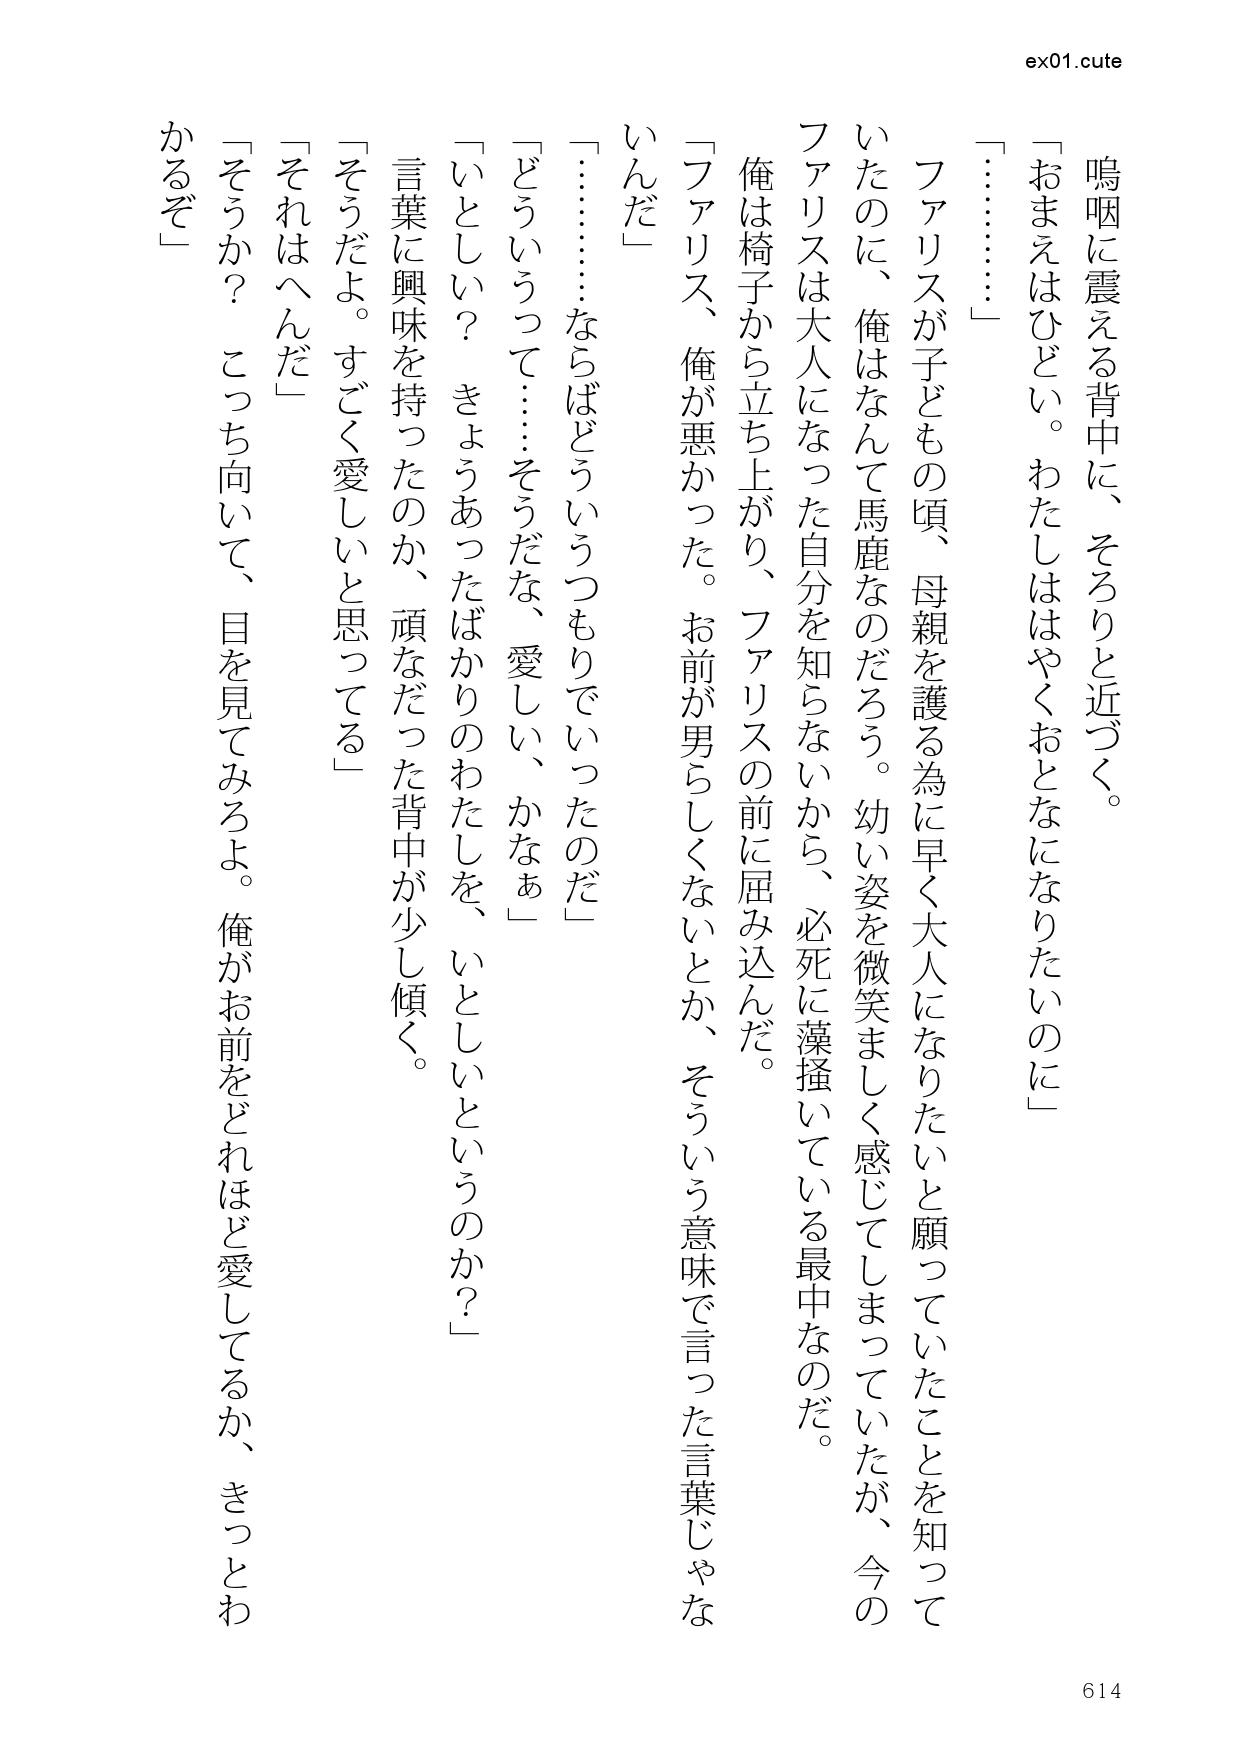 ex01.cute
嗚咽に震える背中に、そろりと近づく。
「おまえはひどい。わたしははやくおとなになりたいのに」
「…………」
ファリスが子どもの頃、母親を護る為に早く大人になりたいと願っていたことを知って
いたのに、俺はなんて馬鹿なのだろう。幼い姿を微笑ましく感じてしまっていたが、今の
ファリスは大人になった自分を知らないから、必死に藻掻いている最中なのだ。
俺は椅子から立ち上がり、ファリスの前に屈み込んだ。
「ファリス、俺が悪かった。お前が男らしくないとか、そういう意味で言った言葉じゃな
いんだ」
「…………ならばどういうつもりでいったのだ」
「どういうって……そうだな、愛しい、かなぁ」
「いとしい？　きょうあったばかりのわたしを、いとしいというのか？」
言葉に興味を持ったのか、頑なだった背中が少し傾く。
「そうだよ。すごく愛しいと思ってる」
「それはへんだ」
「そうか？　こっち向いて、目を見てみろよ。俺がお前をどれほど愛してるか、きっとわ
かるぞ」
614